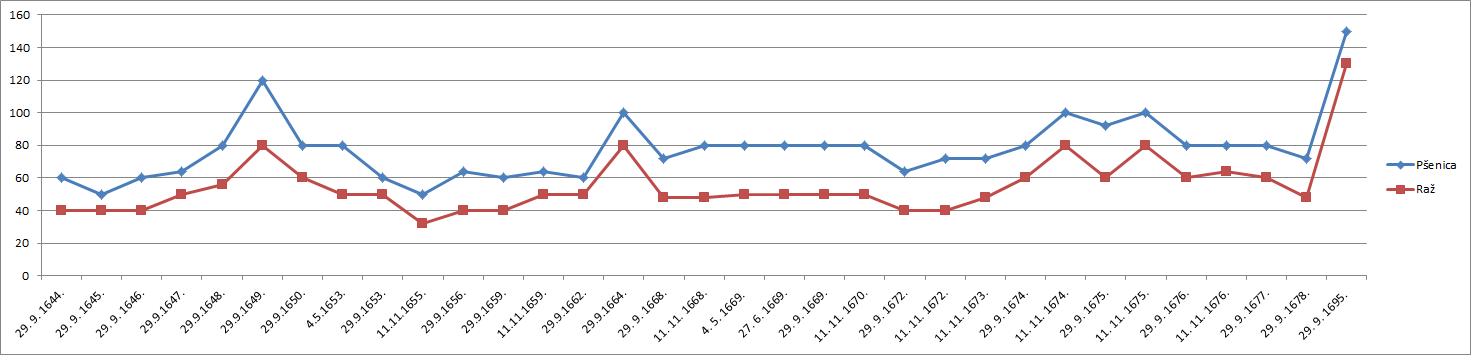 160
140
120
100
80
60
40
20
0
29. 9. 1644.
29. 9. 1645.
29. 9. 1646.
29.9.1647.
29.9.1648.
29.9.1649.
29.9.1650.
4.5.1653.
29.9.1653.
11.11.1655.
29.9.1656.
29.9.1659.
11.11.1659.
29.9.1662.
29.9.1664.
29. 9. 1668.
11. 11. 1668.
4. 5. 1669.
27. 6. 1669.
29. 9. 1669.
11. 11. 1670.
29. 9. 1672.
11. 11. 1672.
11. 11. 1673.
29. 9. 1674.
11. 11. 1674.
29. 9. 1675.
11. 11. 1675.
29. 9. 1676.
11. 11. 1676.
29. 9. 1677.
29. 9. 1678.
29. 9. 1695.
Pšenica
Raž